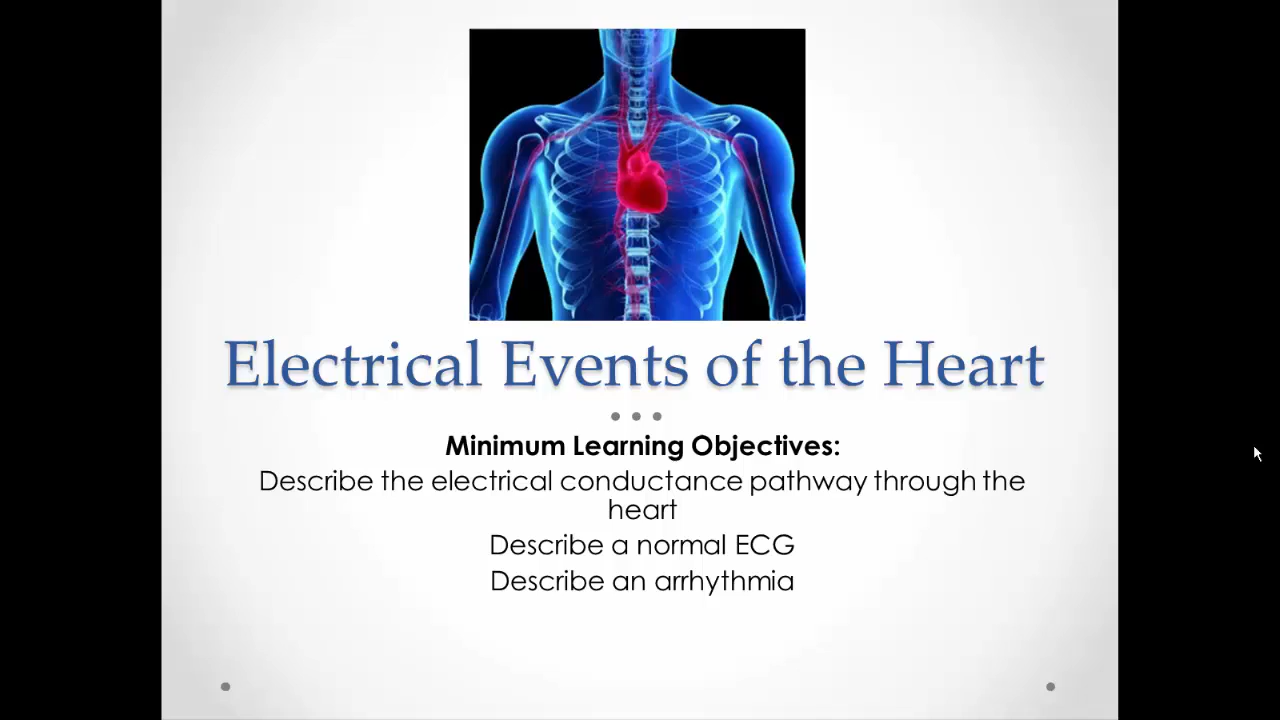 Electrical Events of the Heart
Minimum Learning Objectives:
Describe the electrical conductance pathway through the
heart
Describe a normal ECG
Describe an arrhythmia